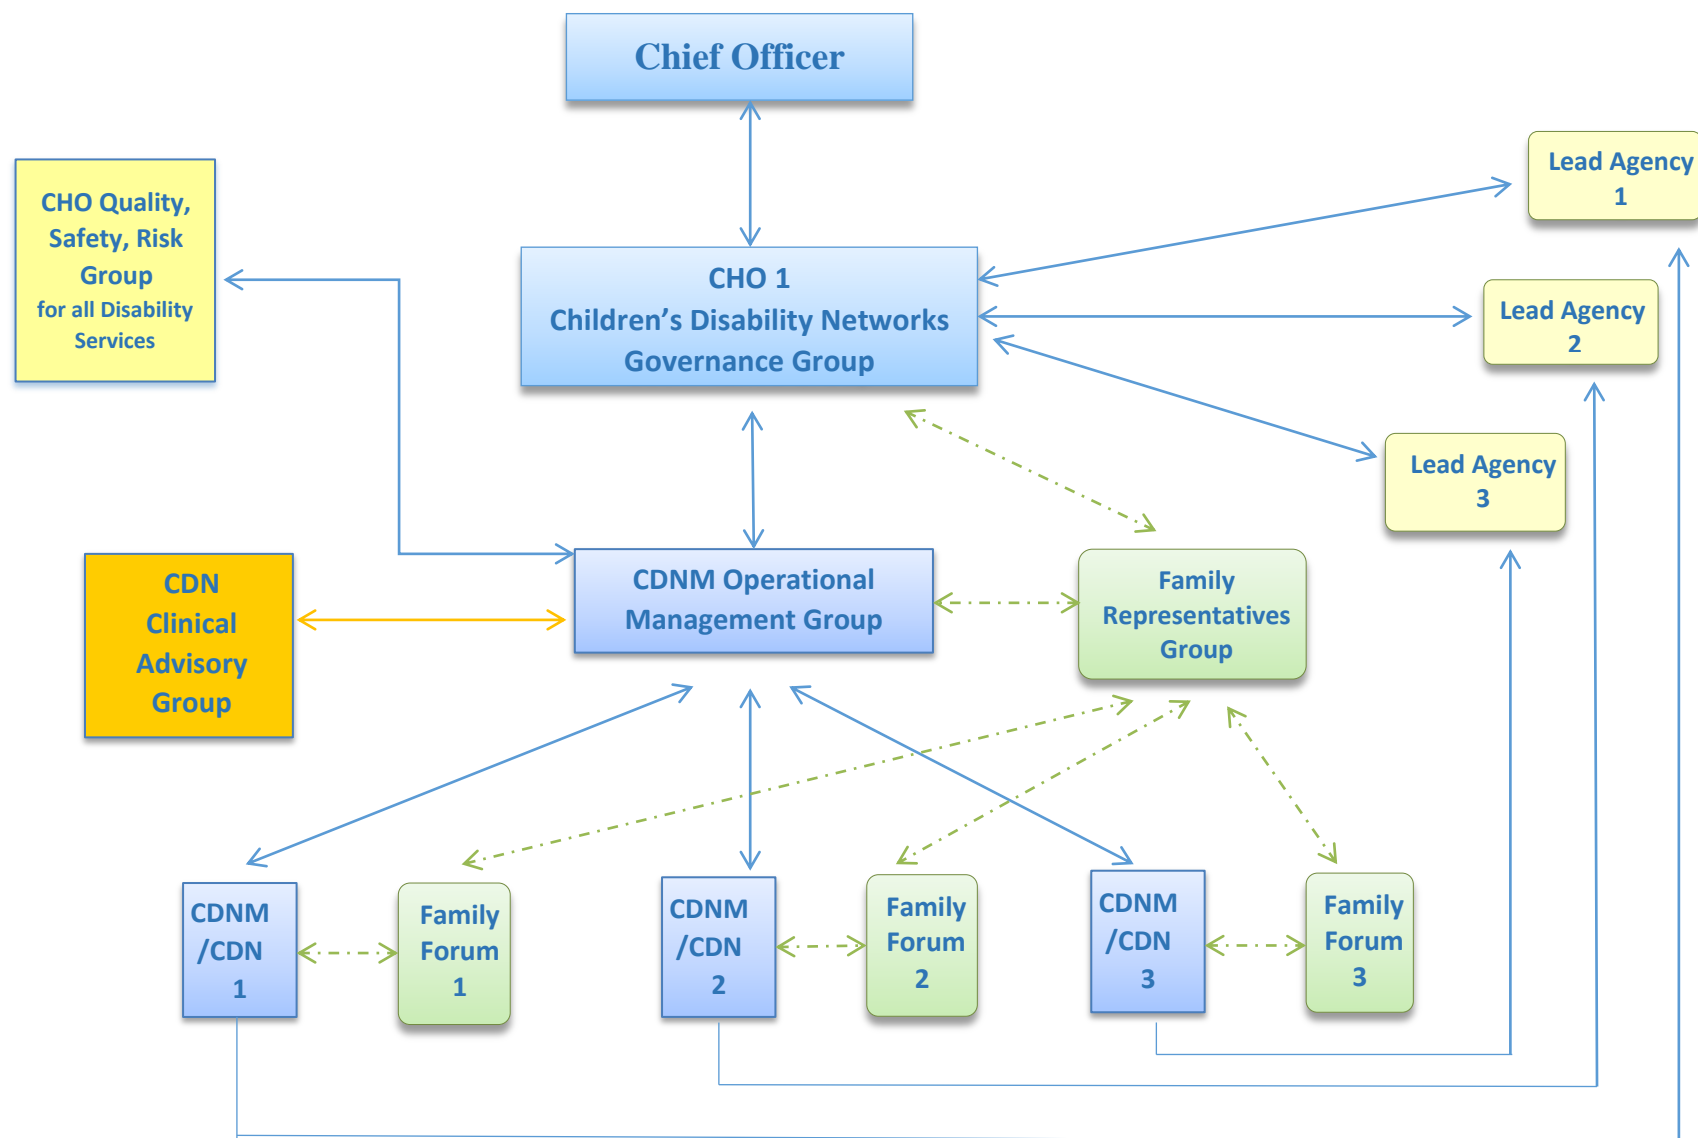 Chief Officer
CHO Quality,
Safety, Risk
Group
for all Disability
Services
CHO 1
Children’s Disability Networks
Governance Group
Lead Agency
1
Lead Agency
2
Lead Agency
3
CDN
Clinical
Advisory
Group
CDNM Operational
Management Group
Family
Representatives
Group
CDNM
/CDN
1
Family
Forum
1
CDNM
/CDN
2
Family
Forum
2
CDNM
/CDN
3
Family
Forum
3